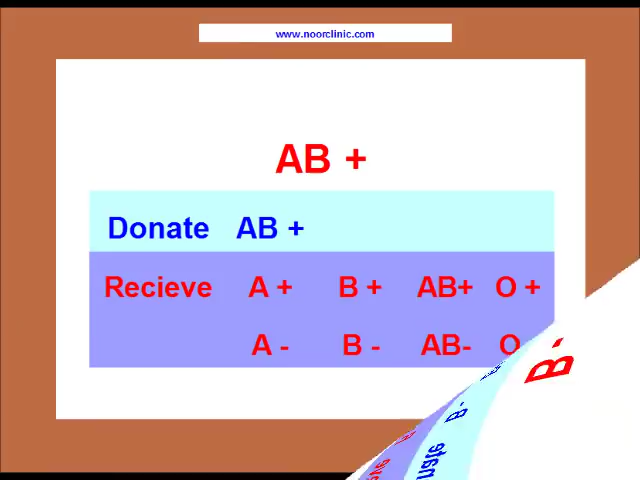 www.noorclinic.com
AB +
Donate AB +
Recieve A + B + AB+ O +
A - B - AB- O
B-
B -